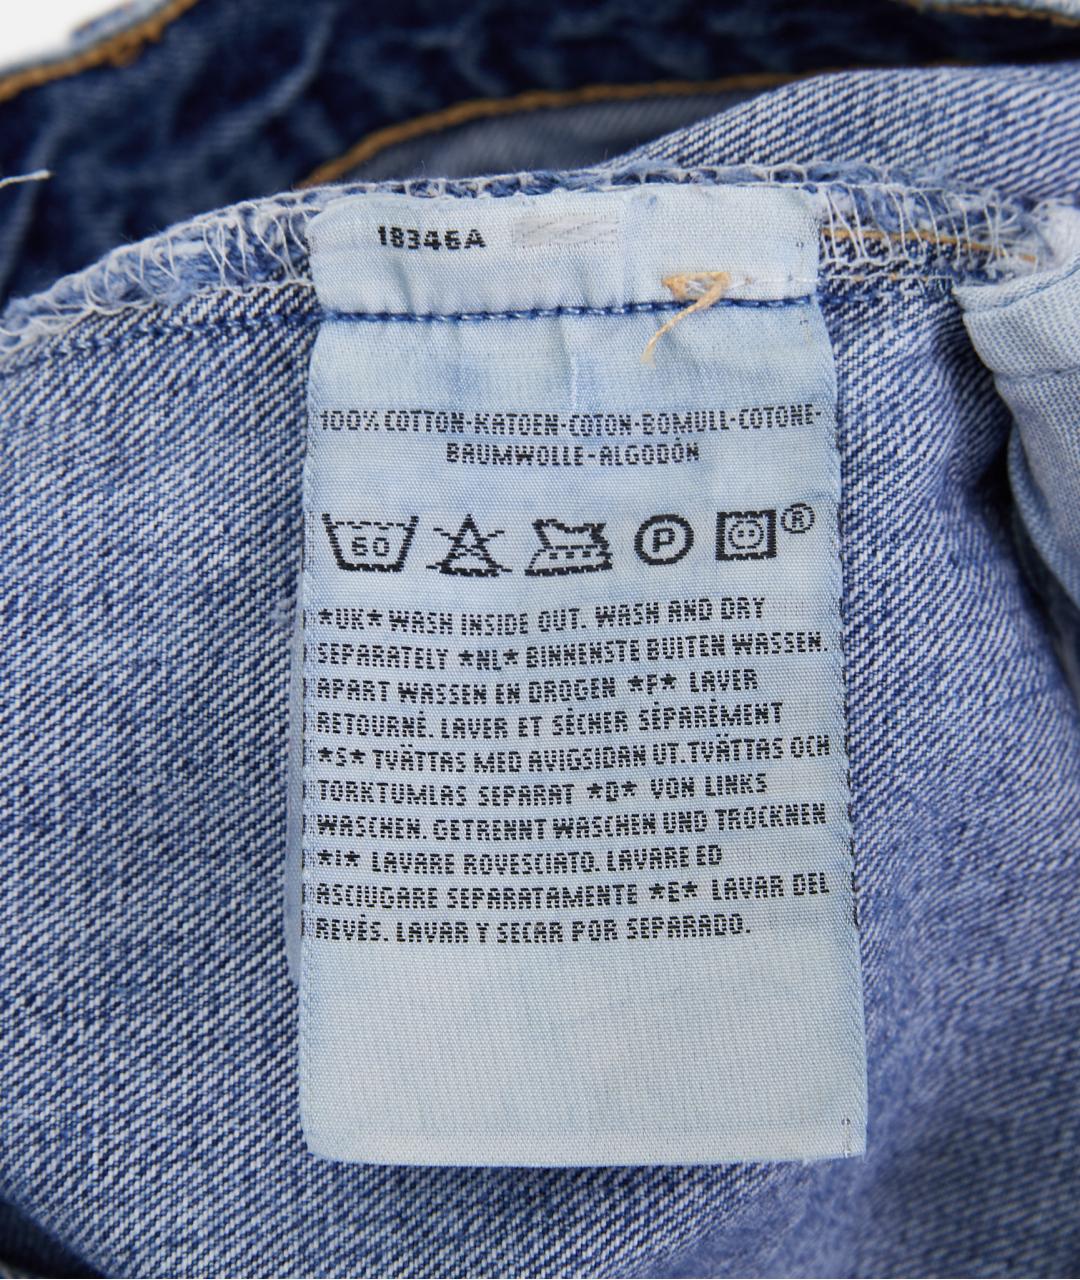 18346A
100% COTTON-KATOEN-COTON-BOMULL-COTONE-
BAUMWOLLE-ALGODÓN
60 P ®
*UK* WASH INSIDE OUT. WASH AND DRY
SEPARATELY *NL* BINNENSTE BUITEN WASSEN.
APART WASSEN EN DROGEN *F* LAVER
RETOURNÉ. LAVER ET SÉCHER SÉPARÉMENT
*S* TVÄTTAS MED AVIGSIDAN UT. TVÄTTAS OCH
TORKTUMLAS SEPARAT *D* VON LINKS
WASCHEN. GETRENNT WASCHEN UND TROCKNEN
*I* LAVARE ROVESCIATO. LAVARE ED
ASCIUGARE SEPARATAMENTE *E* LAVAR DEL
REVÉS. LAVAR Y SECAR POR SEPARADO.